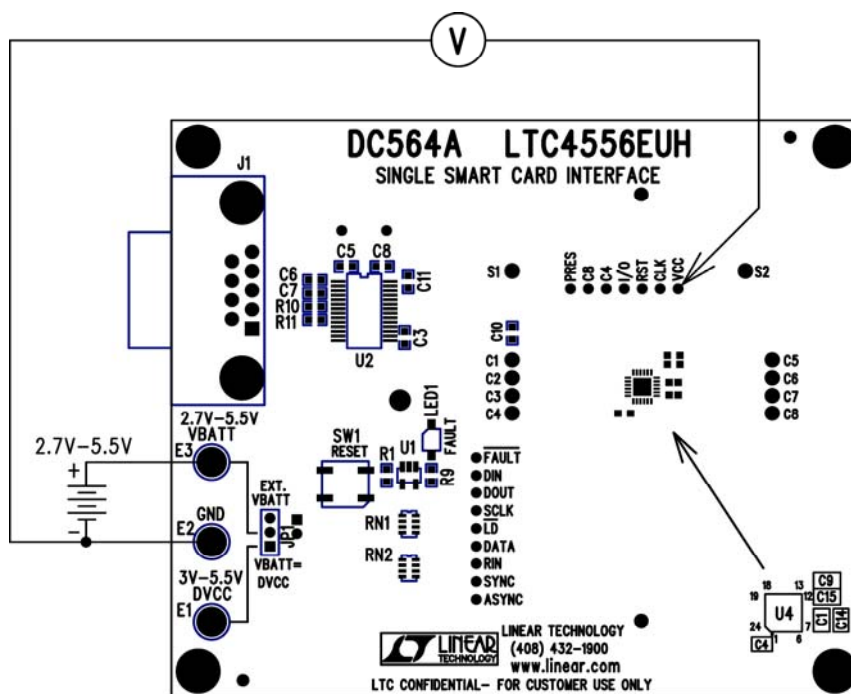 V
DC564A LTC4556EUH
SINGLE SMART CARD INTERFACE
J1
C5 C8
C6
C7
R10
R11
C11
C3
U2
S1
PRES
C8
C4
I/O
RST
CLK
VCC
S2
C10
C1
C2
C3
C4
C5
C6
C7
C8
2.7V-5.5V
VBATT
E3
2.7V-5.5V
+
-
GND
E2
3V-5.5V
DVCC
E1
EXT.
VBATT
JP1
VBATT=
DVCC
SW1
RESET
R1
U1
LED1
FAULT
R9
RN1
RN2
FAULT
DIN
DOUT
SCLK
LD
DATA
RIN
SYNC
ASYNC
18 13
19 12
U4
24 7
1 6
C9
C15
C1
C14
C4
LINEAR
TECHNOLOGY
LINEAR TECHNOLOGY
(408) 432-1900
www.linear.com
LTC CONFIDENTIAL- FOR CUSTOMER USE ONLY